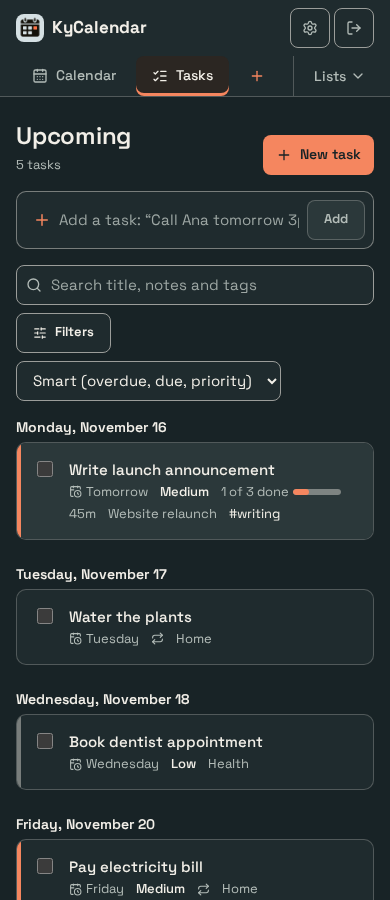 KyCalendar
Calendar
Tasks
Lists
Upcoming
5 tasks
New task
Add a task: “Call Ana tomorrow 3p
Add
Search title, notes and tags
Filters
Smart (overdue, due, priority)
Monday, November 16
Write launch announcement
Tomorrow Medium 1 of 3 done
45m Website relaunch #writing
Tuesday, November 17
Water the plants
Tuesday Home
Wednesday, November 18
Book dentist appointment
Wednesday Low Health
Friday, November 20
Pay electricity bill
Friday Medium Home